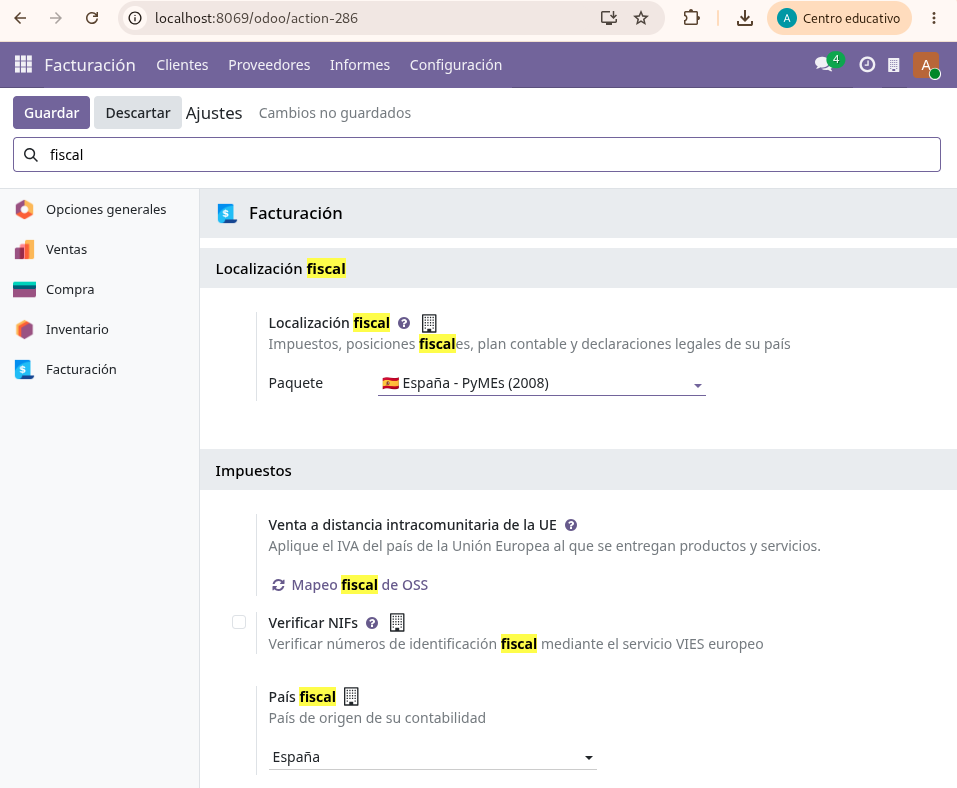 localhost:8069/odoo/action-286
A Centro educativo
Facturación Clientes Proveedores Informes Configuración 4 A
Guardar Descartar Ajustes Cambios no guardados
fiscal
Opciones generales
Ventas
Compra
Inventario
Facturación
Facturación
Localización fiscal
Localización fiscal ?
Impuestos, posiciones fiscales, plan contable y declaraciones legales de su país
Paquete España - PyMEs (2008)
Impuestos
Venta a distancia intracomunitaria de la UE ?
Aplique el IVA del país de la Unión Europea al que se entregan productos y servicios.
Mapeo fiscal de OSS
Verificar NIFs ?
Verificar números de identificación fiscal mediante el servicio VIES europeo
País fiscal
País de origen de su contabilidad
España